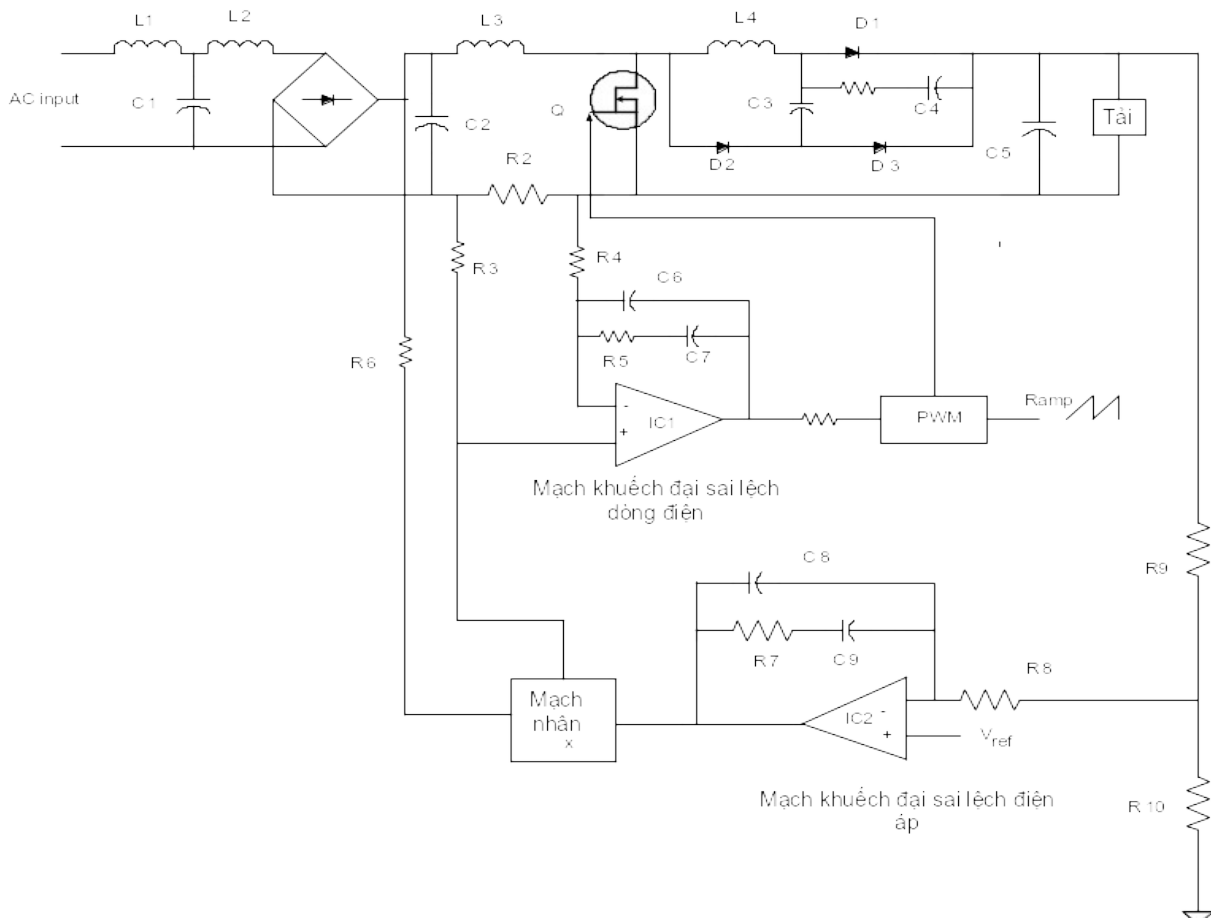 L1
L2
L3
L4
D1
AC input
C1
C2
Q
C3
C4
Tải
R2
D2
D3
C5
R3
R4
C6
R6
R5
C7
IC1
-
+
PWM
Ramp
Mạch khuếch đại sai lệch
dòng điện
C8
R9
R7
C9
R8
Mạch
nhân
x
IC2
-
+
Vref
Mạch khuếch đại sai lệch điện
áp
R10